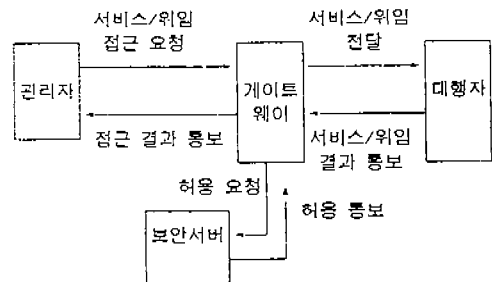 서비스/위임
접근 요청
서비스/위임
전달
관리자
게이트
웨이
대행자
접근 결과 통보
서비스/위임
결과 통보
허용 요청
허용 통보
보안서버